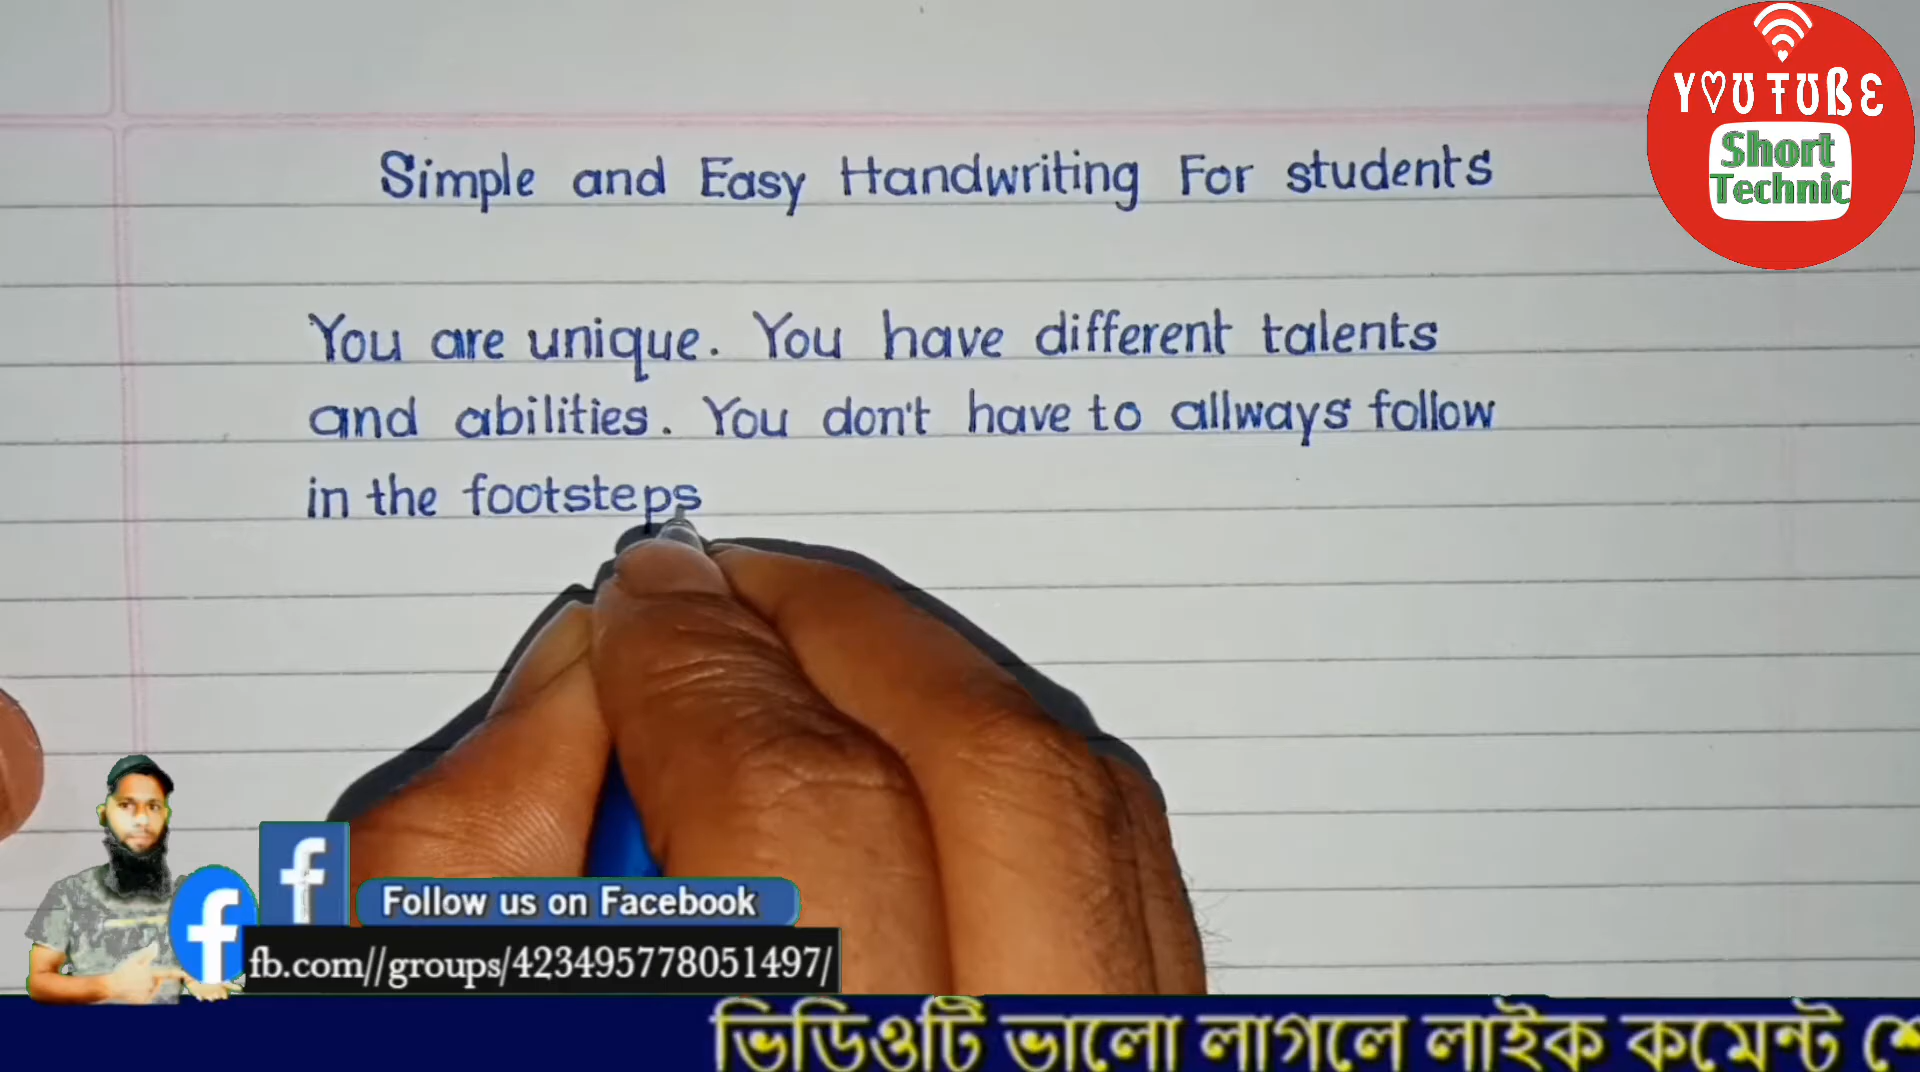 YOUTUBE
Short
Technic
Simple and Easy Handwriting For students
You are unique. You have different talents
and abilities. You don't have to allways follow
in the footsteps
Follow us on Facebook
fb.com//groups/423495778051497/
ভিডিওটি ভালো লাগলে লাইক কমেন্ট